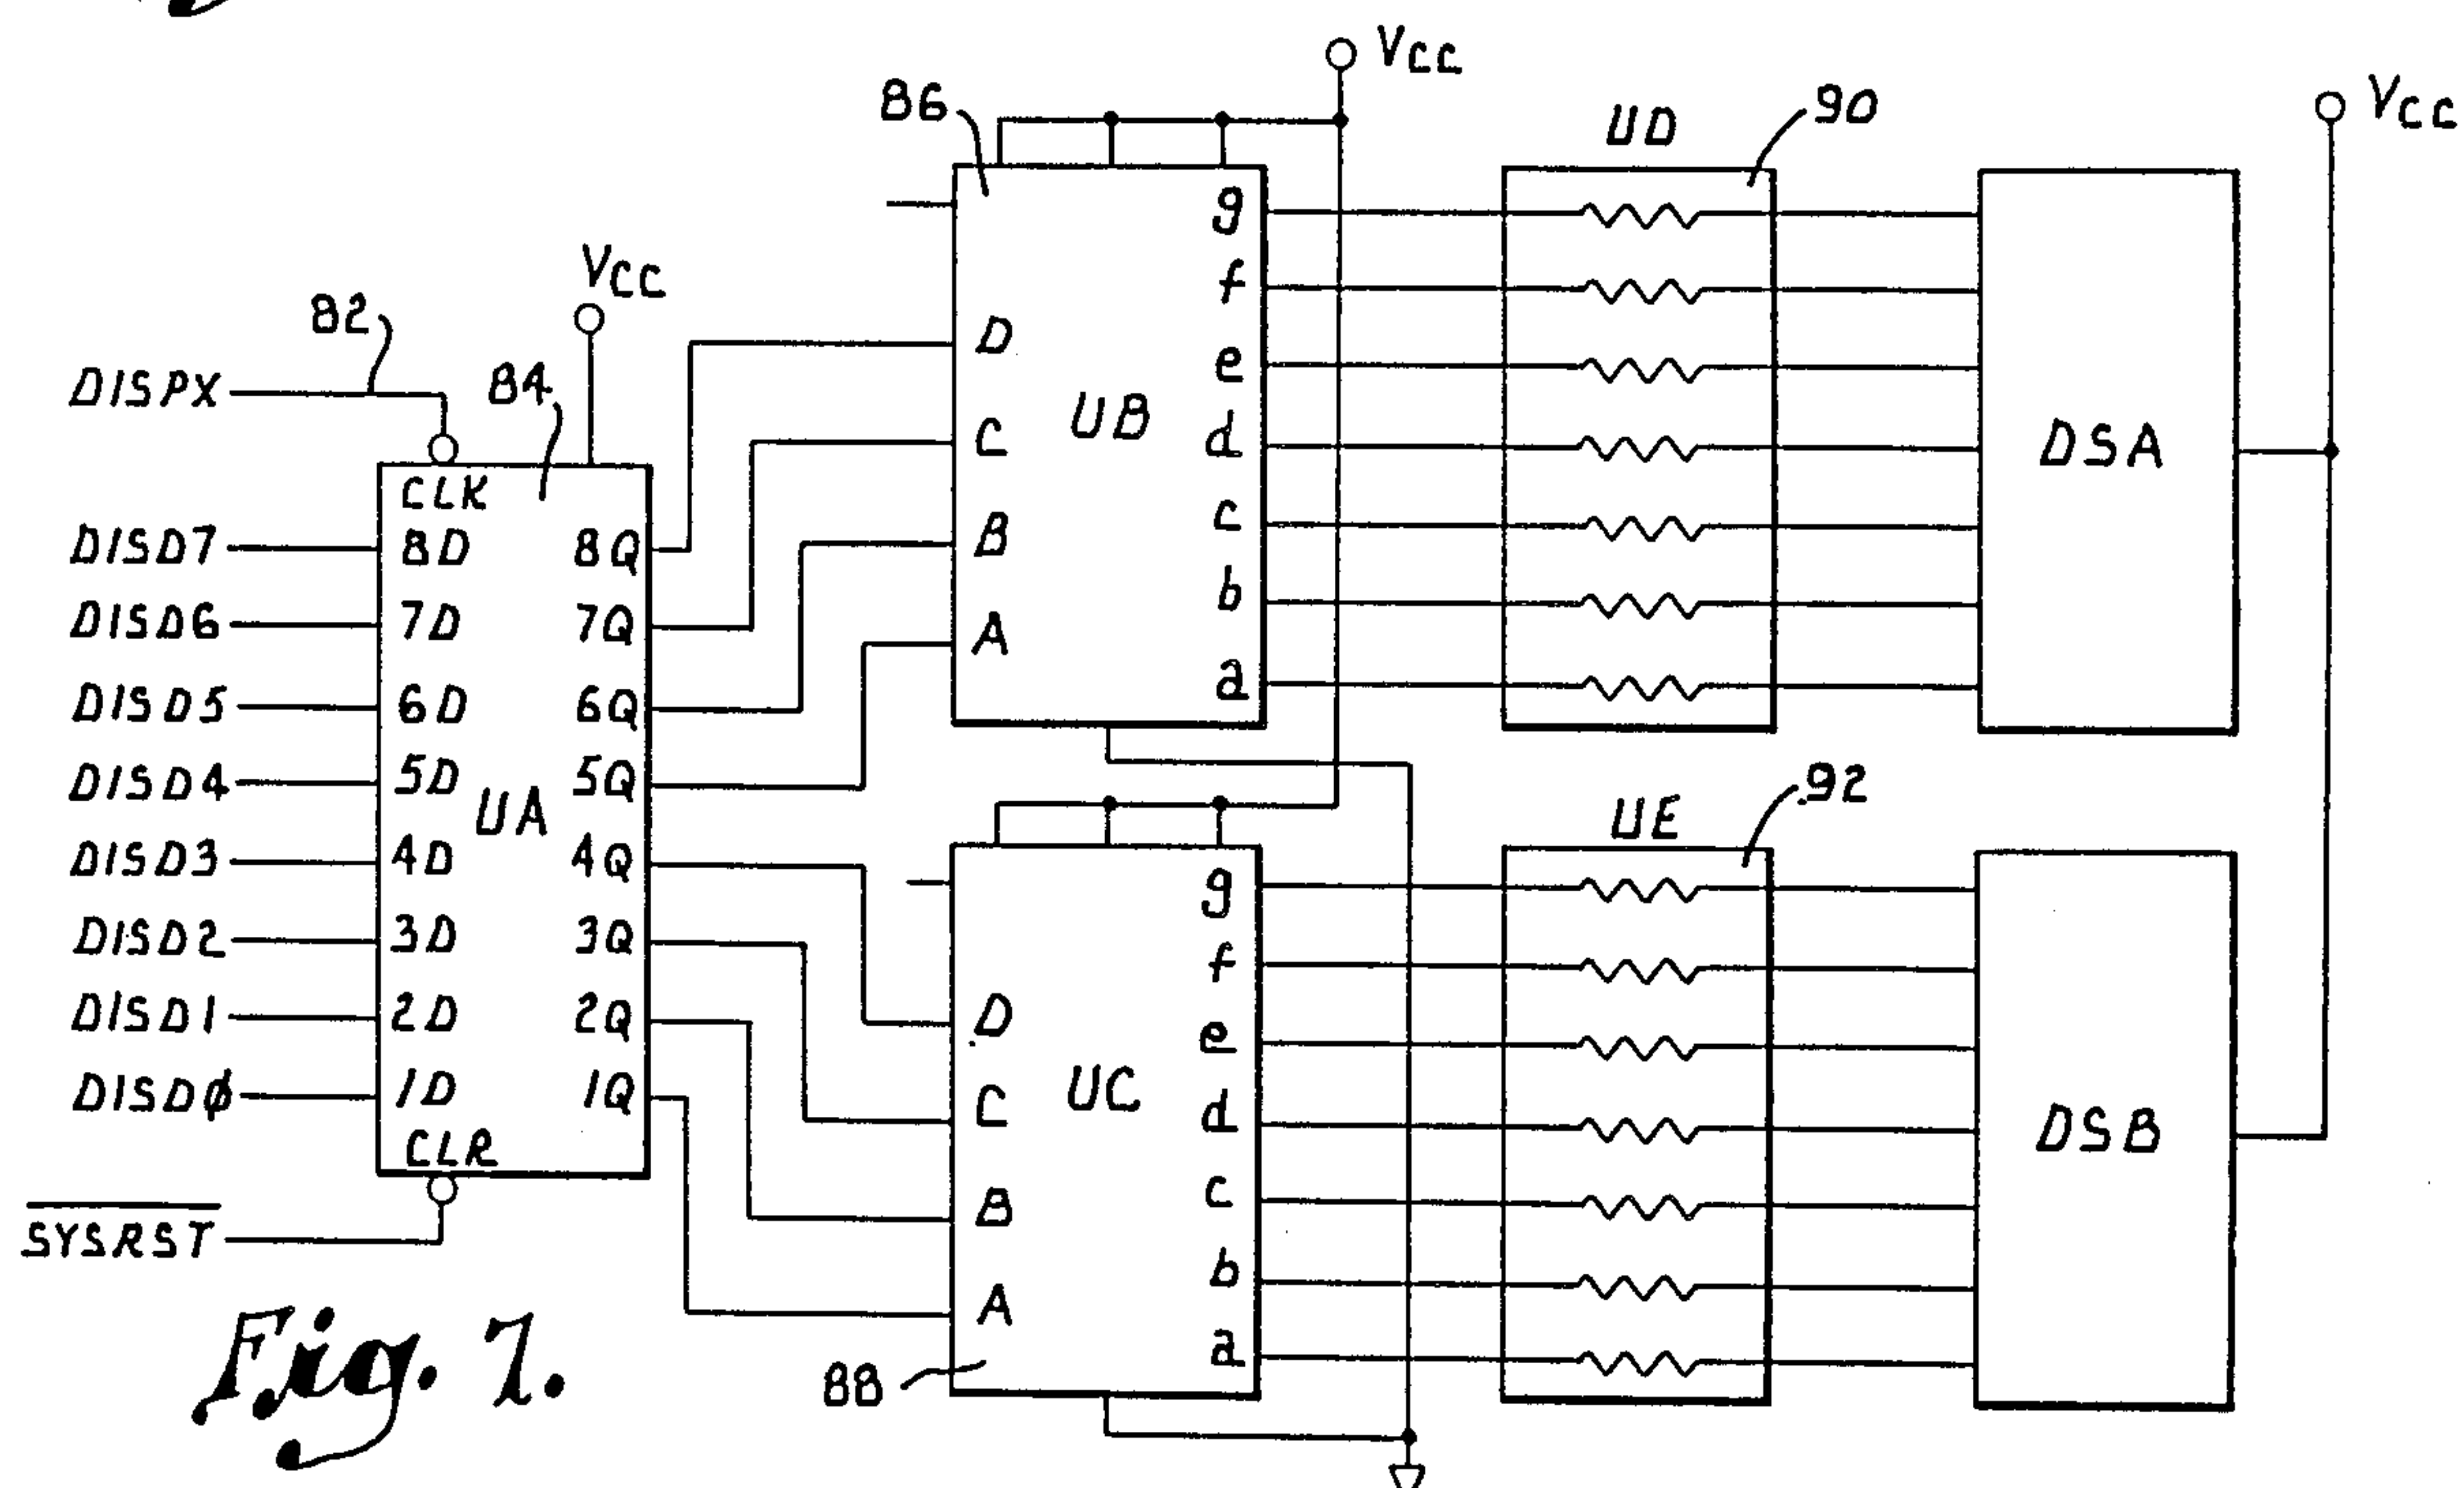 VCC
VCC
86
UD
90
VCC
82
DISPX
84
CLK
DISD7
8D
8Q
DISD6
7D
7Q
DISD5
6D
6Q
DISD4
5D
5Q
UA
DISD3
4D
4Q
DISD2
3D
3Q
DISD1
2D
2Q
DISD0
1D
1Q
CLR
SYSRST
g
f
D
e
C
UB
d
B
c
b
A
a
DSA
UE
92
g
f
D
e
UC
C
d
B
c
b
A
a
88
DSB
Fig. 7.